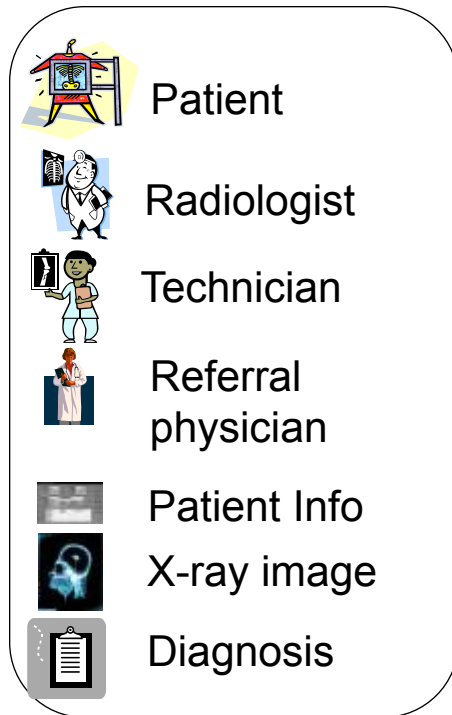 Patient
Radiologist
Technician
Referral
physician
Patient Info
X-ray image
Diagnosis